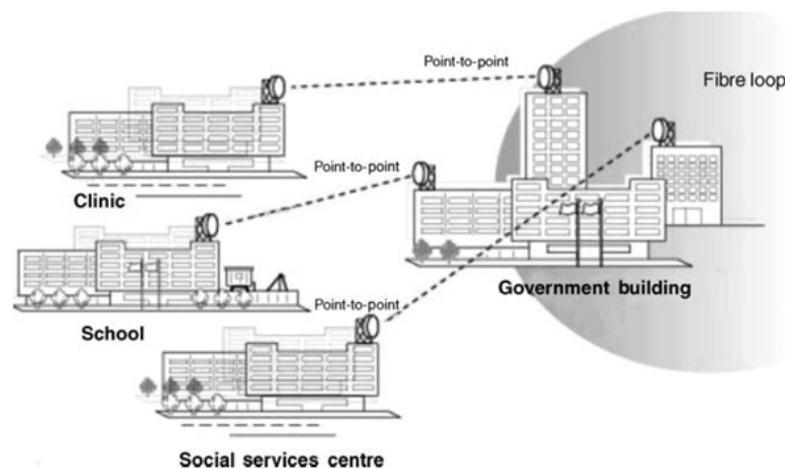 Point-to-point
Fibre loop
Point-to-point
Clinic
Government building
Point-to-point
School
Social services centre